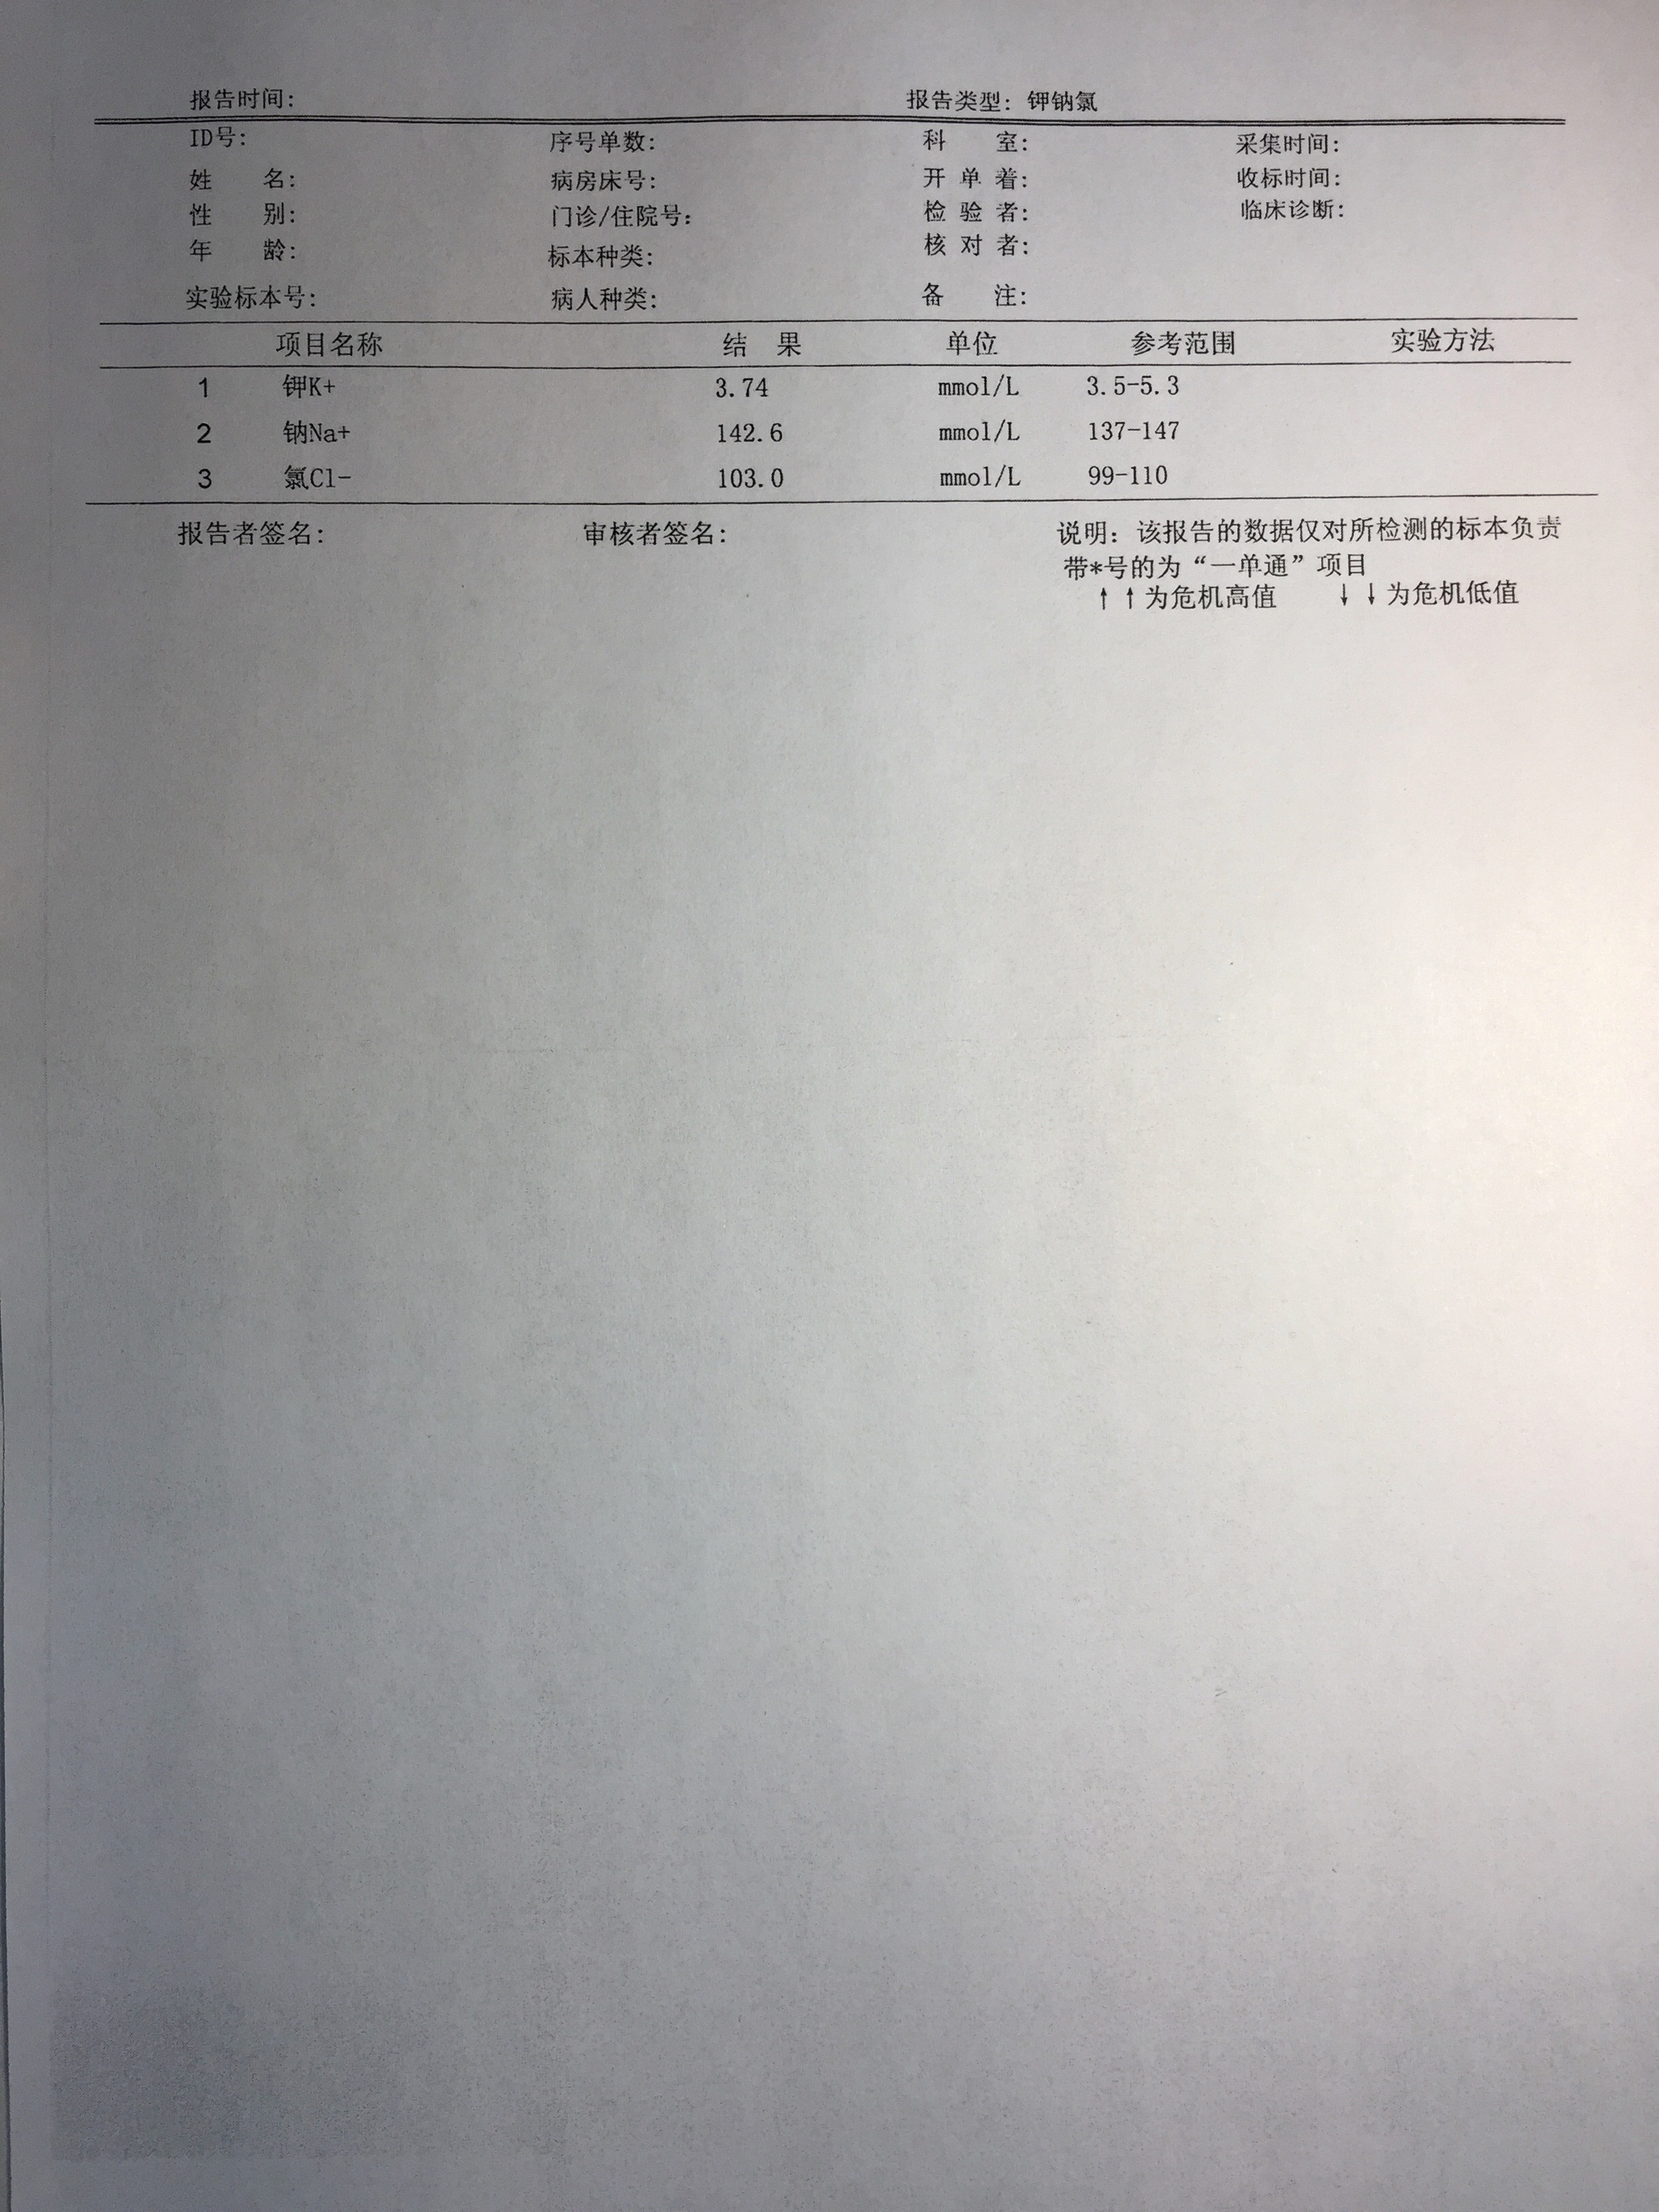 报告时间: 报告类型: 钾钠氯
ID号: 序号单数: 科 室: 采集时间:
姓 名: 病房床号: 开 单 着: 收标时间:
性 别: 门诊/住院号: 检 验 者: 临床诊断:
年 龄: 标本种类: 核 对 者:
实验标本号: 病人种类: 备 注:
项目名称 结 果 单位 参考范围 实验方法
1 钾K+ 3.74 mmol/L 3.5-5.3
2 钠Na+ 142.6 mmol/L 137-147
3 氯Cl- 103.0 mmol/L 99-110
报告者签名: 审核者签名: 说明: 该报告的数据仅对所检测的标本负责
带*号的为“一单通”项目
↑↑为危机高值 ↓↓为危机低值